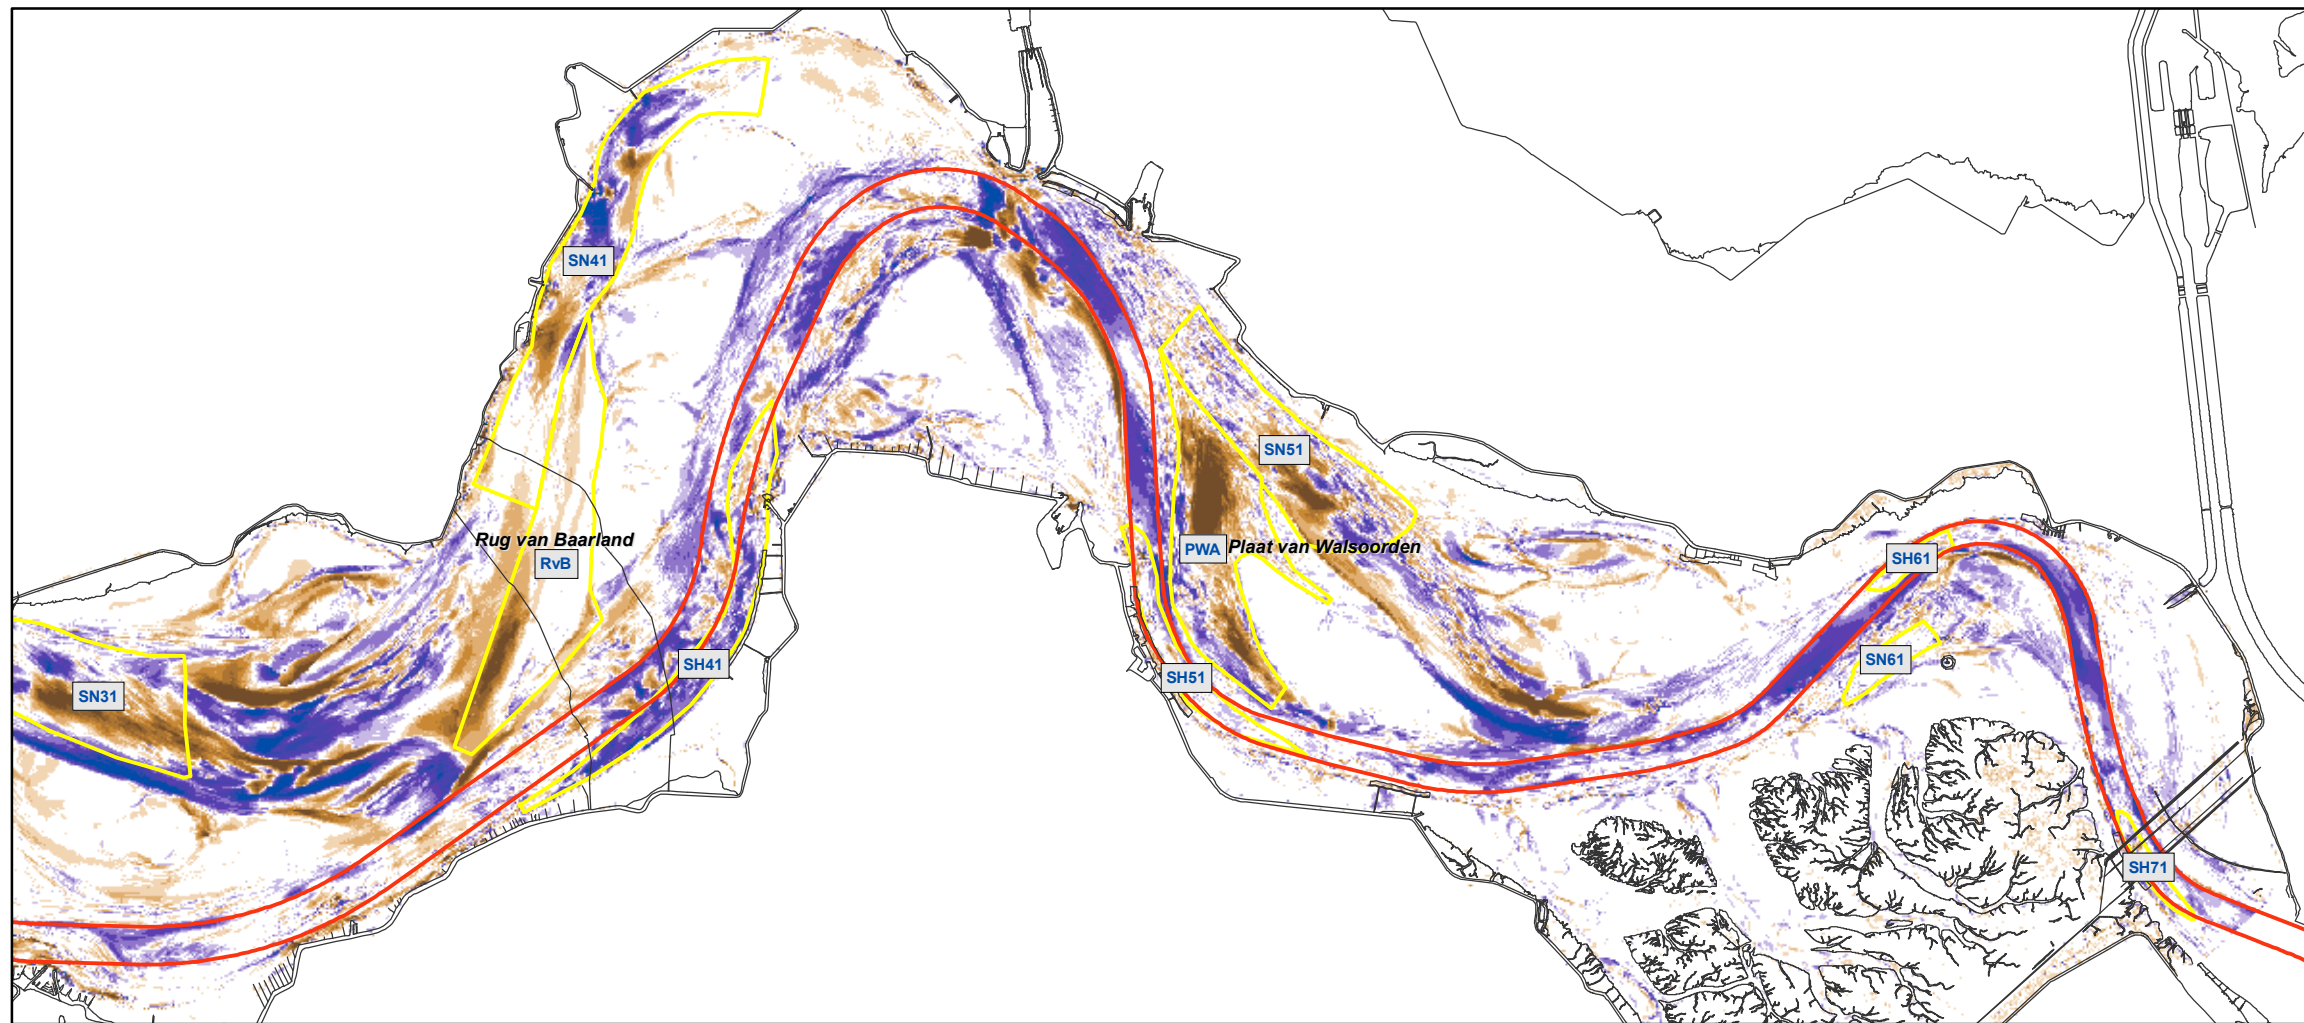 SN41
SN51
Rug van Baarland
RvB
PWA
Plaat van Walsoorden
SH61
SN61
SH41
SH51
SN31
SH71